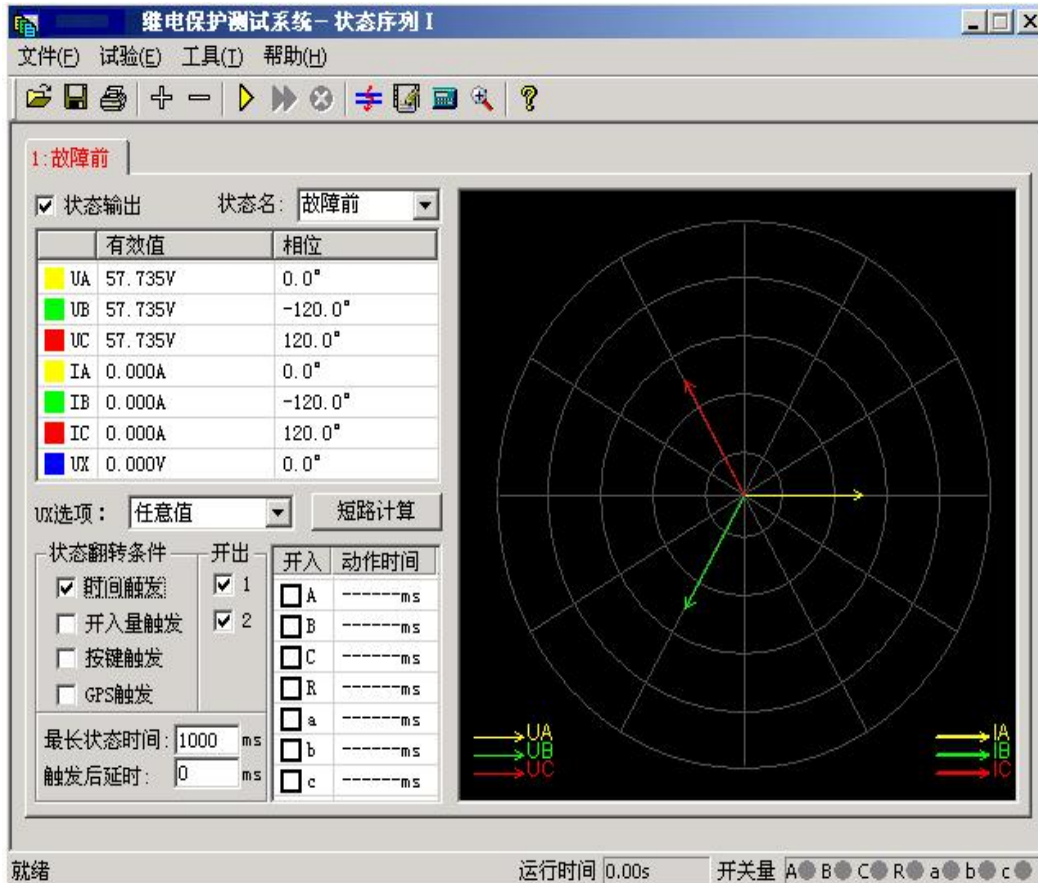 继电保护测试系统－状态序列 I
文件(F) 试验(E) 工具(T) 帮助(H)
1:故障前
状态输出 状态名: 故障前
有效值 相位
UA 57.735V 0.0°
UB 57.735V -120.0°
UC 57.735V 120.0°
IA 0.000A 0.0°
IB 0.000A -120.0°
IC 0.000A 120.0°
UX 0.000V 0.0°
UX选项： 任意值 短路计算
状态翻转条件 开出 开入 动作时间
时间触发 1 A ------ms
开入量触发 2 B ------ms
按键触发 C ------ms
GPS触发 R ------ms
a ------ms
最长状态时间: 1000 ms b ------ms
触发后延时: 0 ms c ------ms
UA
UB
UC
IA
IB
IC
就绪 运行时间 0.00s 开关量 A B C R a b c